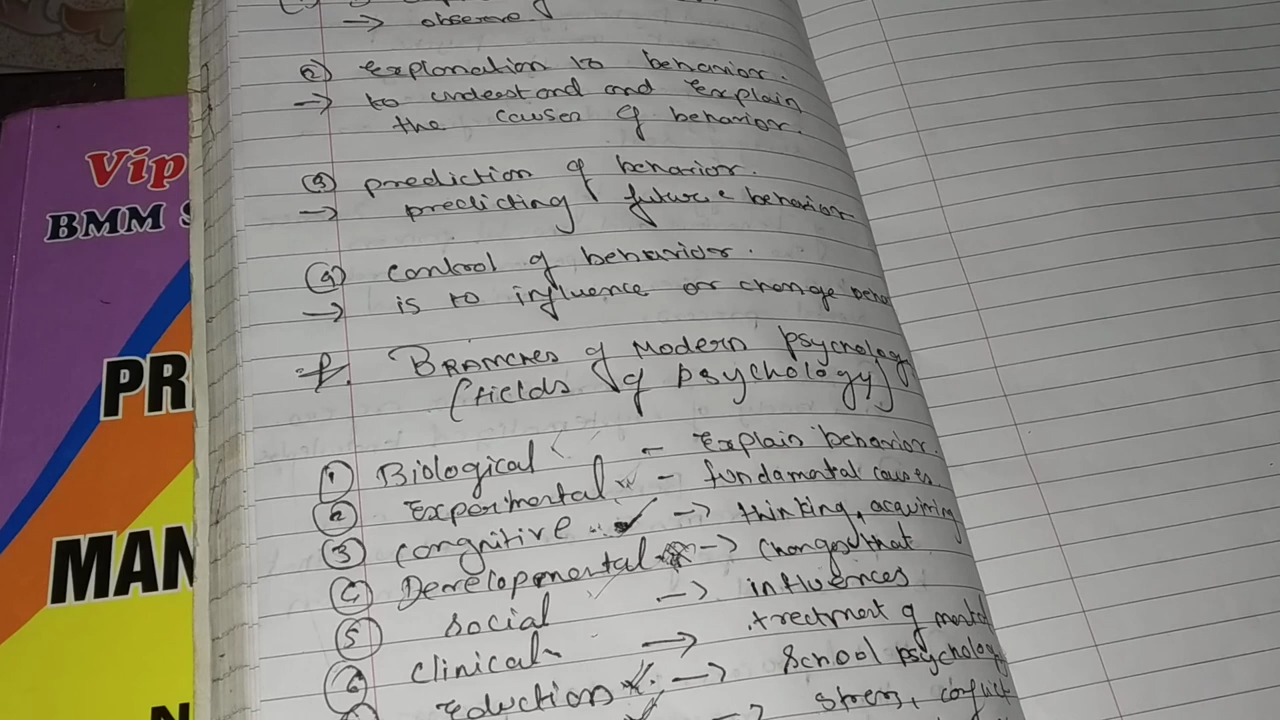 → observe
② Explanation to behavior.
→ to understand and Explain
the causes of behavior.
③ prediction of behavior.
→ predicting future behavior
④ control of behavior.
→ is to influence or change beha
BRANCHES of Modern psychology
(fields of psychology)
① Biological - Explain behavior.
② Experimental - fundamental causes
③ Congnitive → thinking, acquiring
④ Developmental → changes that
⑤ social → influences
⑥ clinical → treatment of mental
Eduction → School psychology
→ stress, conflict
Vip
BMM S
PR
MAN